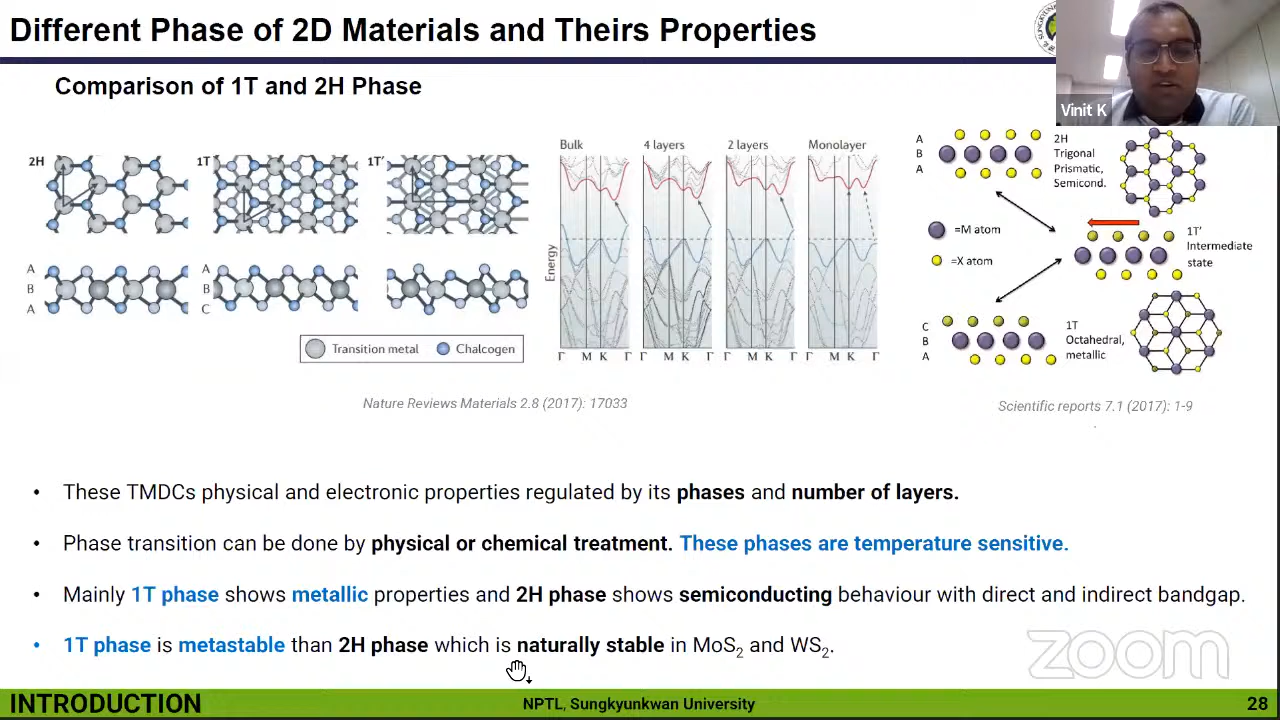 Different Phase of 2D Materials and Theirs Properties
Vinit K
Comparison of 1T and 2H Phase
2H
1T
1T′
A
B
A
A
B
C
Transition metal
Chalcogen
Bulk
4 layers
2 layers
Monolayer
Energy
Γ M K Γ
Γ M K Γ
Γ M K Γ
Γ M K Γ
A
B
A
2H
Trigonal
Prismatic,
Semicond.
=M atom
=X atom
1T′
Intermediate
state
C
B
A
1T
Octahedral,
metallic
Nature Reviews Materials 2.8 (2017): 17033
Scientific reports 7.1 (2017): 1-9
• These TMDCs physical and electronic properties regulated by its phases and number of layers.
• Phase transition can be done by physical or chemical treatment. These phases are temperature sensitive.
• Mainly 1T phase shows metallic properties and 2H phase shows semiconducting behaviour with direct and indirect bandgap.
• 1T phase is metastable than 2H phase which is naturally stable in MoS₂ and WS₂.
zoom
INTRODUCTION
NPTL, Sungkyunkwan University
28